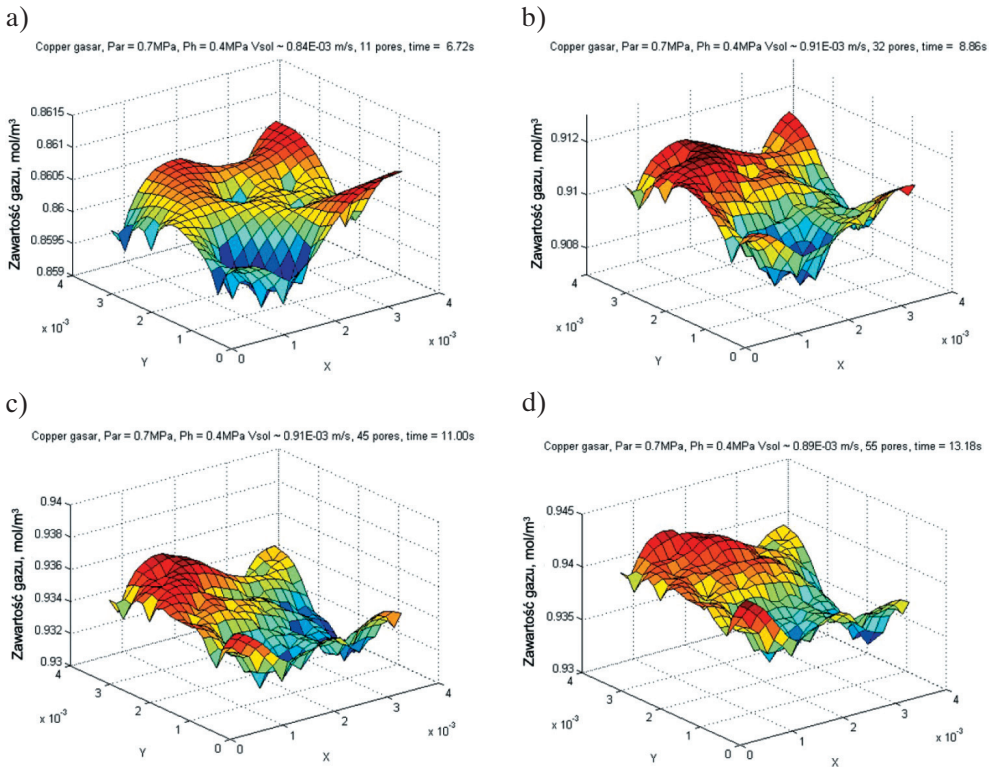 a)
Copper gasar, Par = 0.7MPa, Ph = 0.4MPa Vsol ~ 0.84E-03 m/s, 11 pores, time = 6.72s
Zawartość gazu, mol/m³
0.8615
0.861
0.8605
0.86
0.8595
0.859
4
3
2
1
0
x 10⁻³
Y
0
1
2
3
4
x 10⁻³
X
b)
Copper gasar, Par = 0.7MPa, Ph = 0.4MPa Vsol ~ 0.91E-03 m/s, 32 pores, time = 8.86s
Zawartość gazu, mol/m³
0.912
0.91
0.908
4
3
2
1
0
x 10⁻³
Y
0
1
2
3
4
x 10⁻³
X
c)
Copper gasar, Par = 0.7MPa, Ph = 0.4MPa Vsol ~ 0.91E-03 m/s, 45 pores, time = 11.00s
Zawartość gazu, mol/m³
0.94
0.938
0.936
0.934
0.932
0.93
4
3
2
1
0
x 10⁻³
Y
0
1
2
3
4
x 10⁻³
X
d)
Copper gasar, Par = 0.7MPa, Ph = 0.4MPa Vsol ~ 0.89E-03 m/s, 55 pores, time = 13.18s
Zawartość gazu, mol/m³
0.945
0.94
0.935
0.93
4
3
2
1
0
x 10⁻³
Y
0
1
2
3
4
x 10⁻³
X